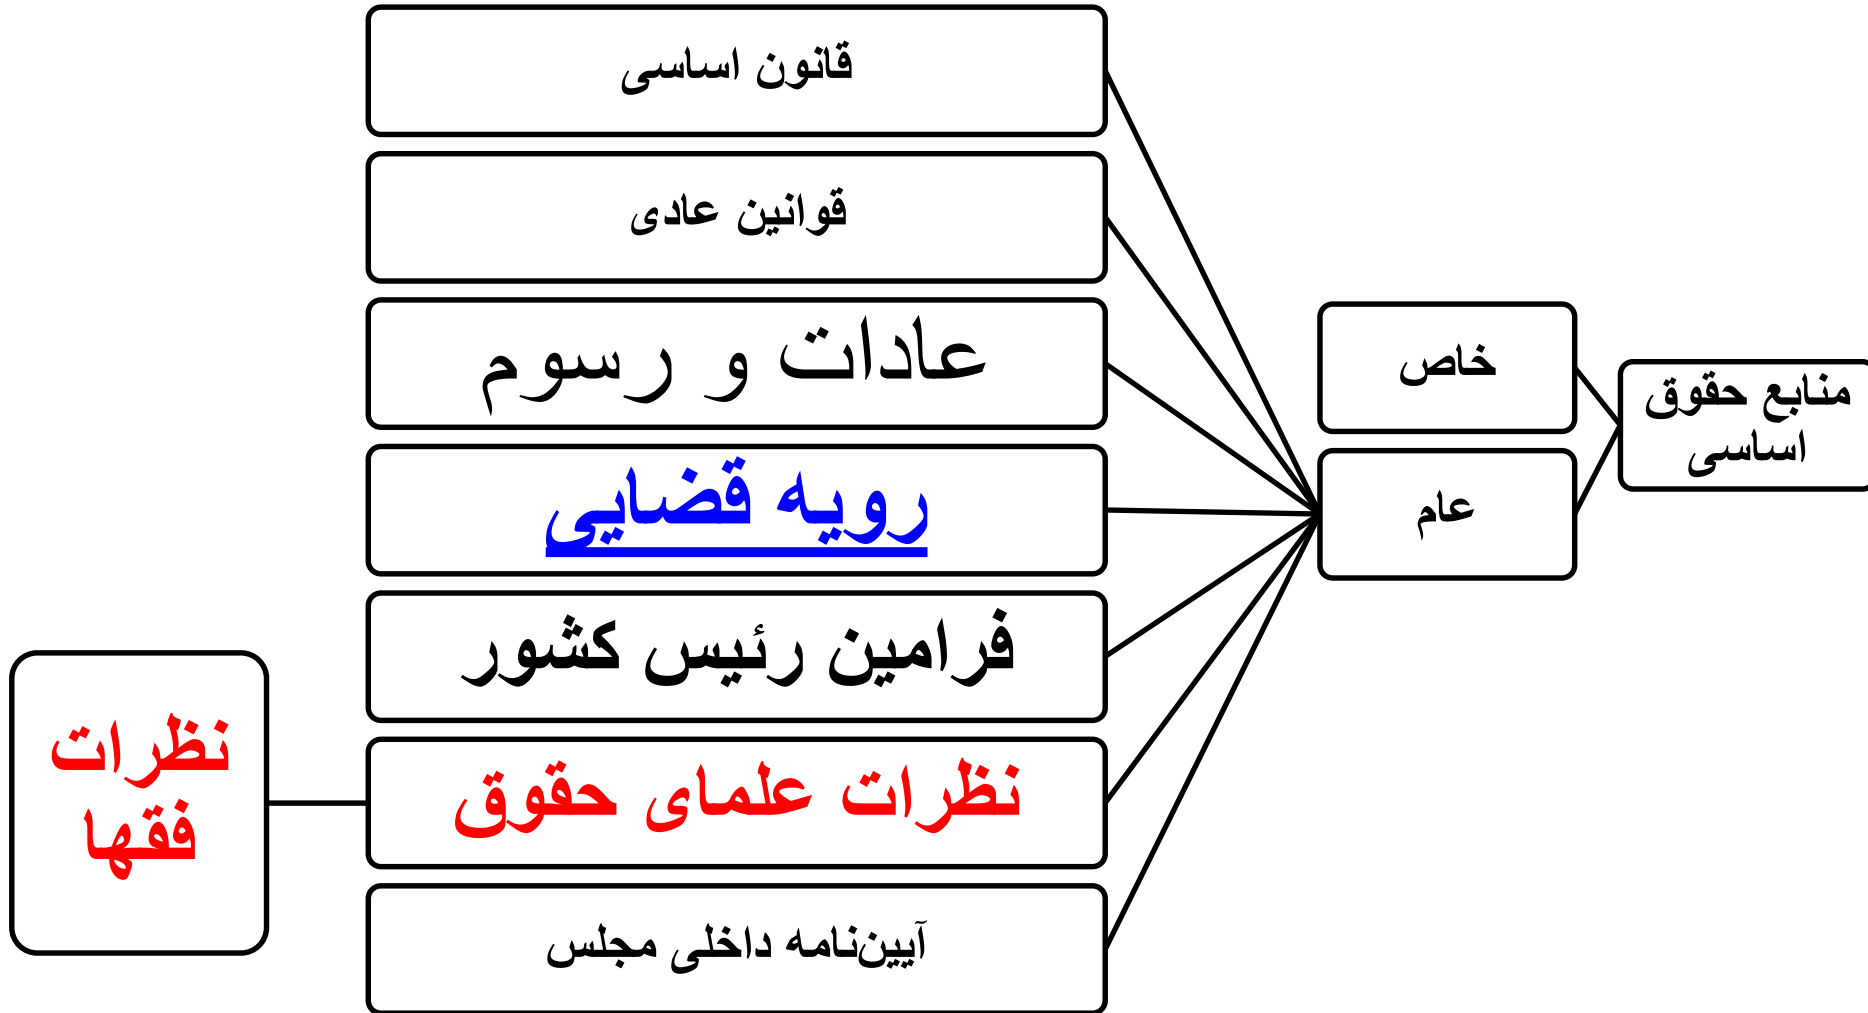 منابع حقوق
اساسی
خاص
عام
قانون اساسی
قوانین عادی
عادات و رسوم
رویه قضایی
فرامین رئیس کشور
نظرات علمای حقوق
آیین‌نامه داخلی مجلس
نظرات
فقها